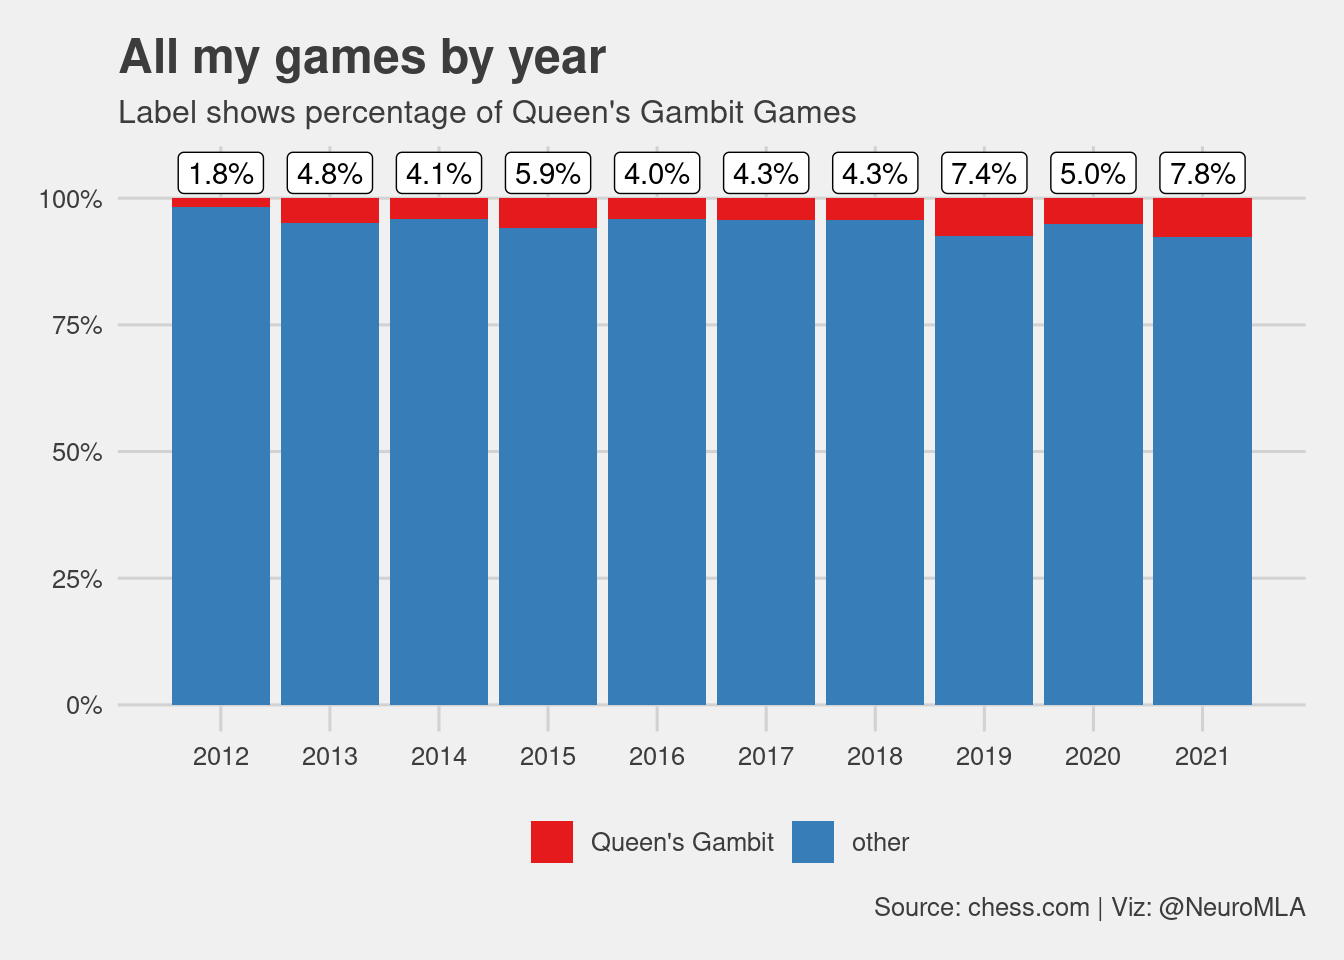 All my games by year
Label shows percentage of Queen's Gambit Games
1.8% 4.8% 4.1% 5.9% 4.0% 4.3% 4.3% 7.4% 5.0% 7.8%
100%
75%
50%
25%
0%
2012 2013 2014 2015 2016 2017 2018 2019 2020 2021
Queen's Gambit other
Source: chess.com | Viz: @NeuroMLA